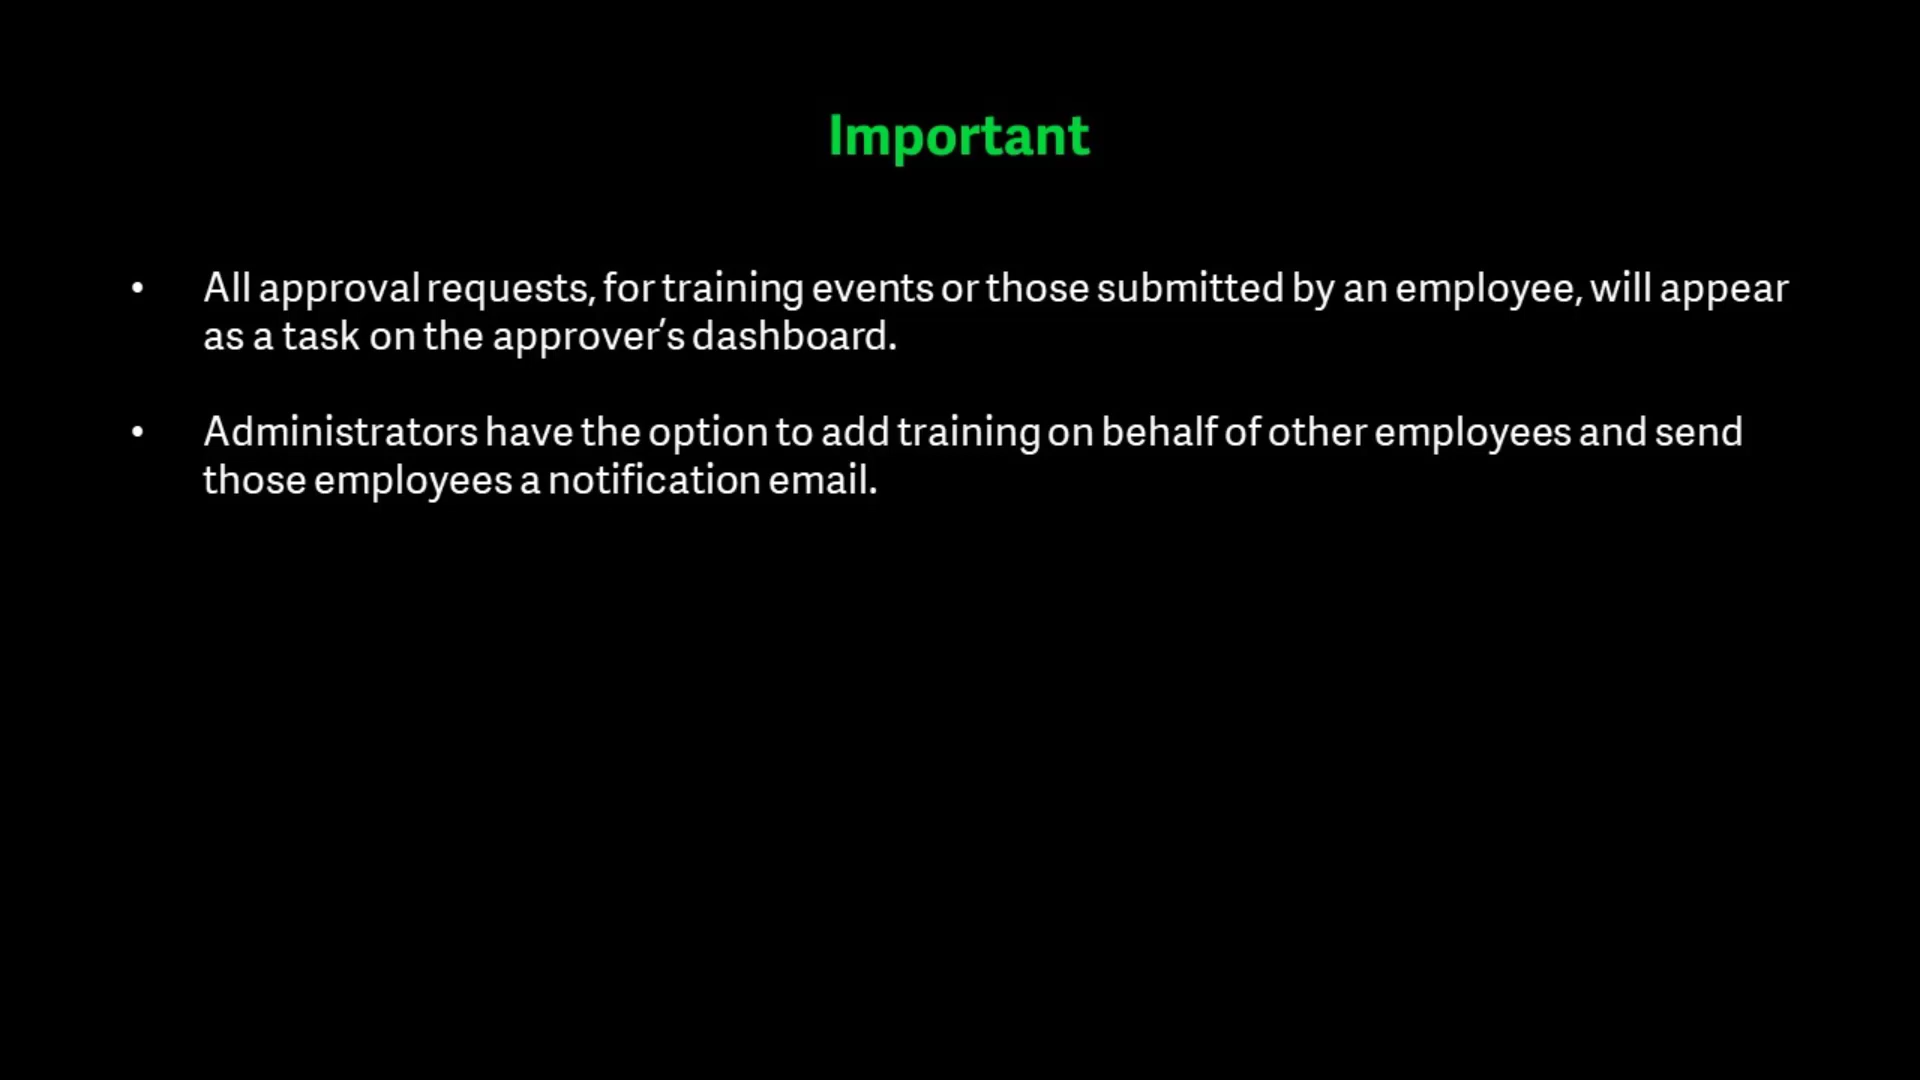 Important
• All approval requests, for training events or those submitted by an employee, will appear
as a task on the approver’s dashboard.
• Administrators have the option to add training on behalf of other employees and send
those employees a notification email.